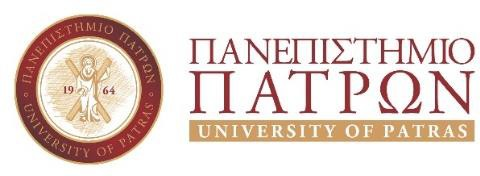 · ΠΑΝΕΠΙΣΤΗΜΙΟ ΠΑΤΡΩΝ ·
19 64
UNIVERSITY OF PATRAS
ΠΑΝΕΠΙΣΤΗΜΙΟ
ΠΑΤΡΩΝ
UNIVERSITY OF PATRAS